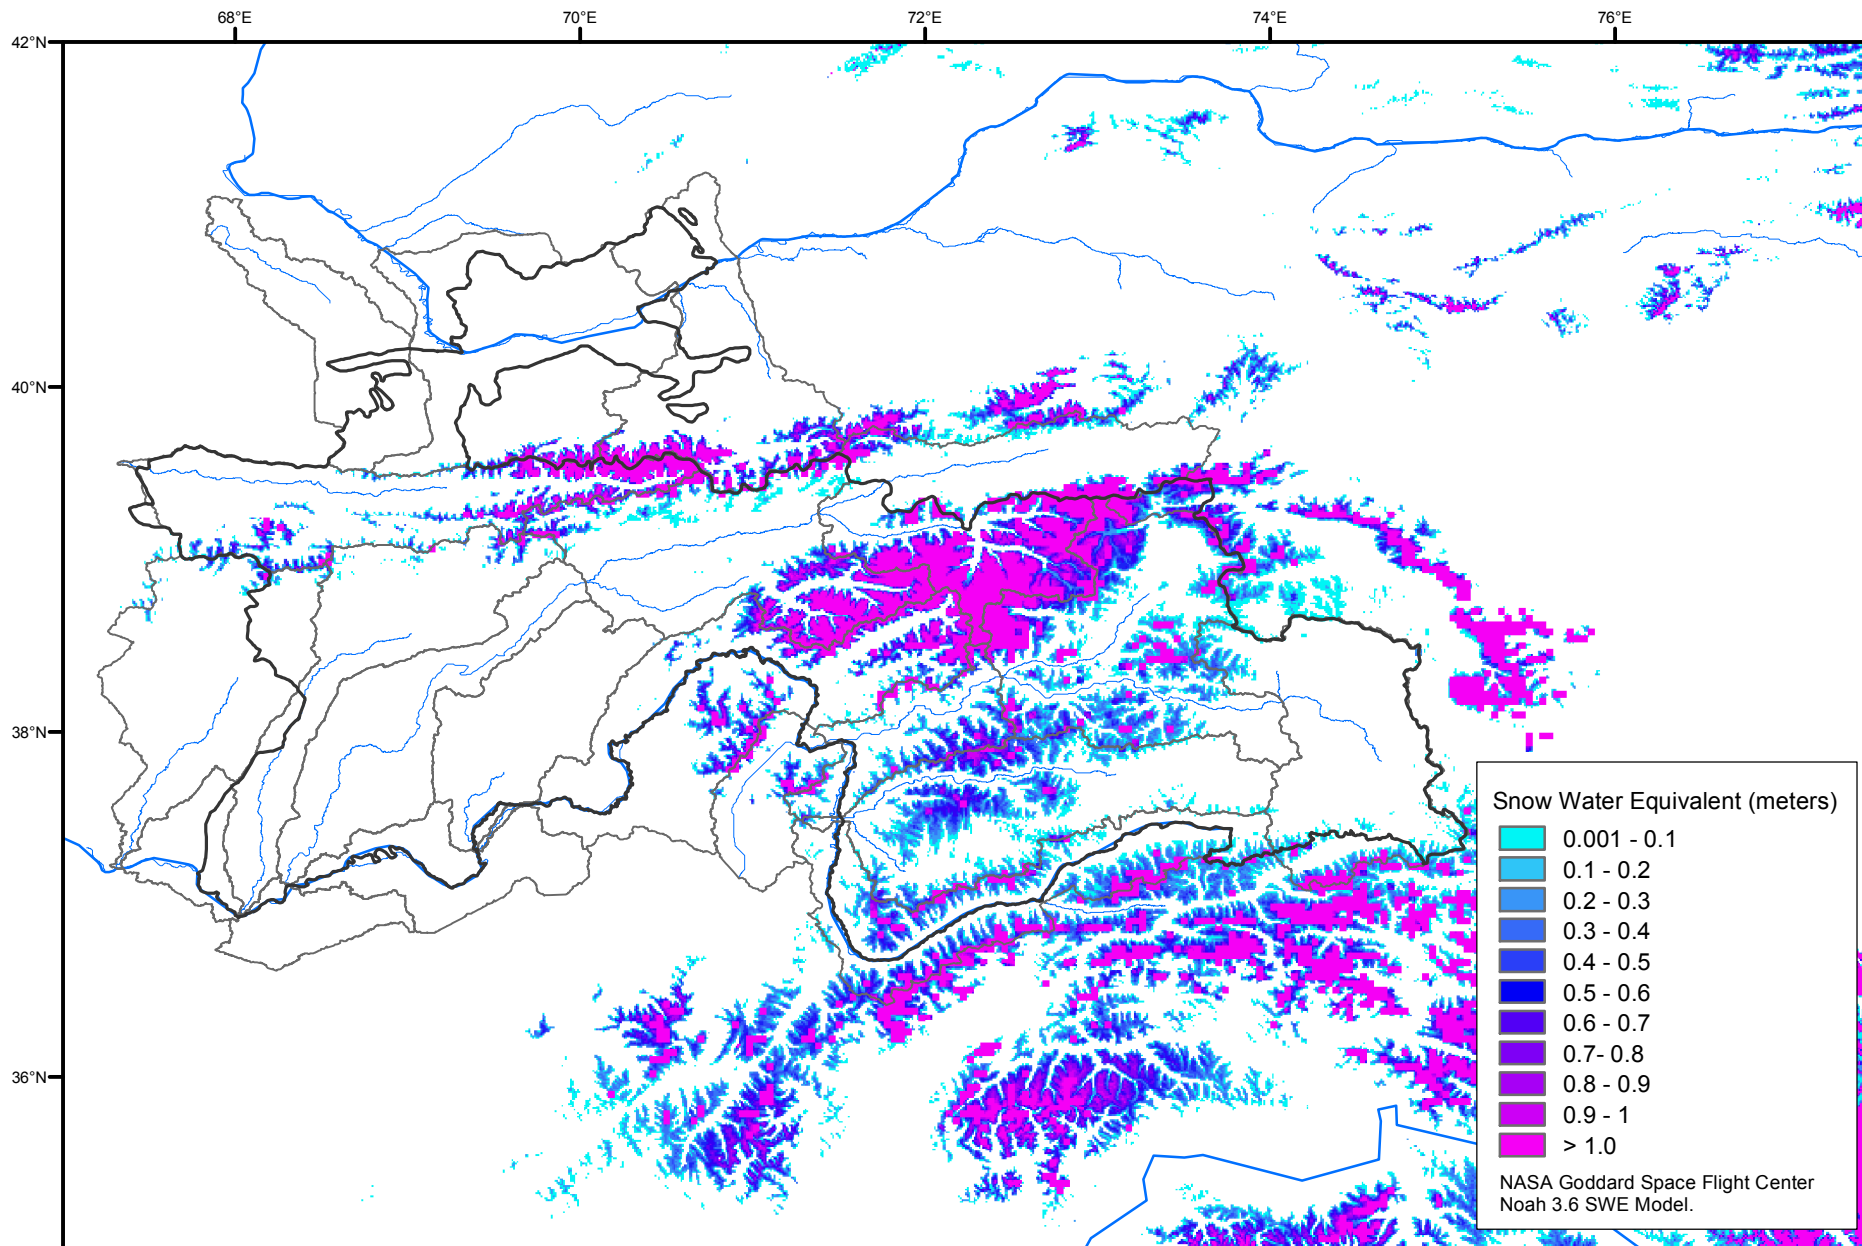 68°E 70°E 72°E 74°E 76°E
42°N
40°N
38°N
36°N
Snow Water Equivalent (meters)
0.001 - 0.1
0.1 - 0.2
0.2 - 0.3
0.3 - 0.4
0.4 - 0.5
0.5 - 0.6
0.6 - 0.7
0.7- 0.8
0.8 - 0.9
0.9 - 1
> 1.0
NASA Goddard Space Flight Center
Noah 3.6 SWE Model.